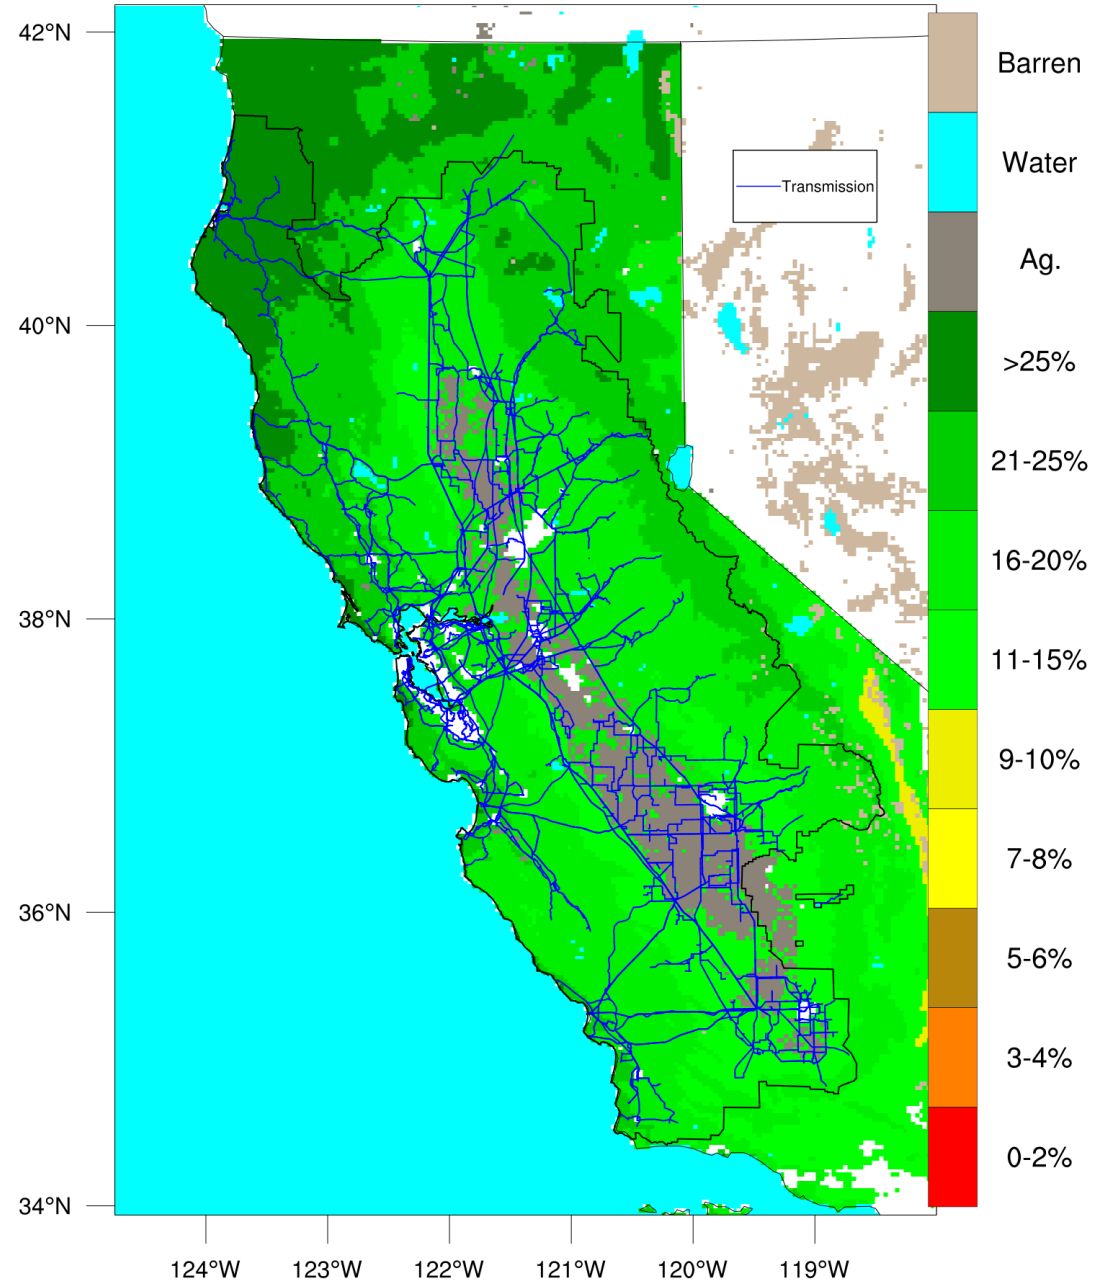 42°N
40°N
38°N
36°N
34°N
124°W
123°W
122°W
121°W
120°W
119°W
Transmission
Barren
Water
Ag.
>25%
21-25%
16-20%
11-15%
9-10%
7-8%
5-6%
3-4%
0-2%